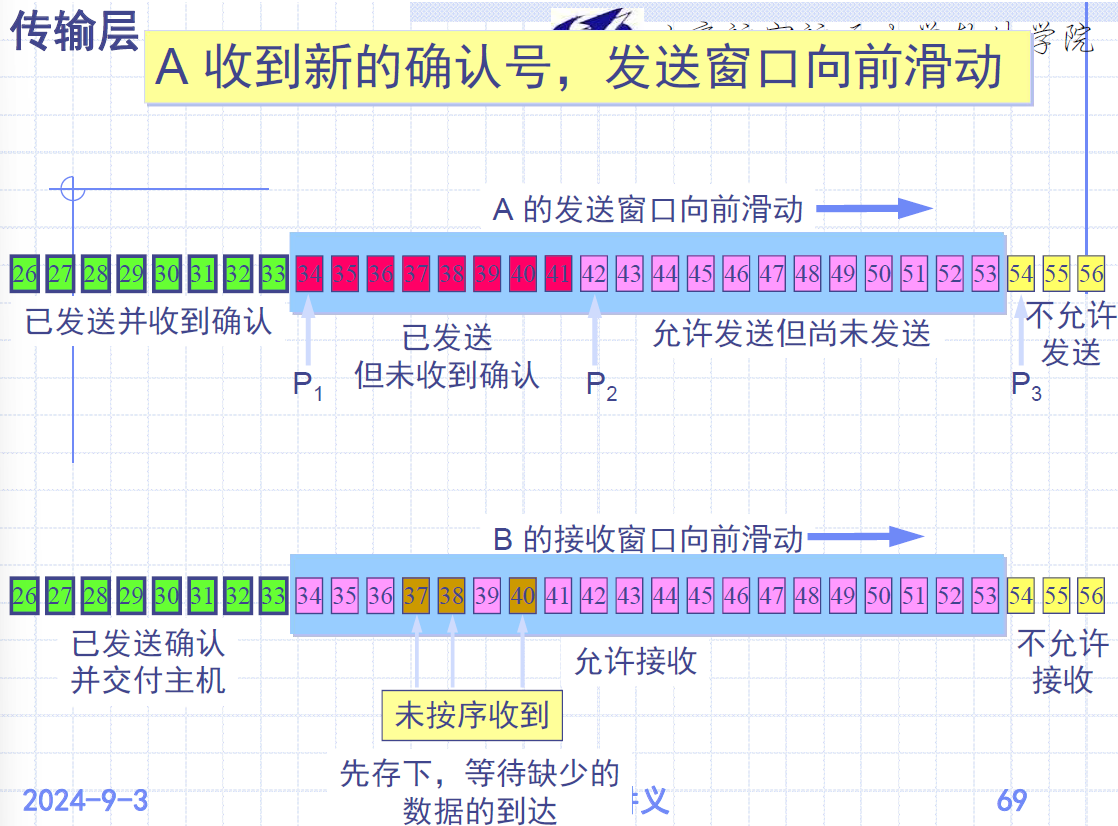 传输层
学院
A 收到新的确认号，发送窗口向前滑动
A 的发送窗口向前滑动
26 27 28 29 30 31 32 33 34 35 36 37 38 39 40 41 42 43 44 45 46 47 48 49 50 51 52 53 54 55 56
已发送并收到确认
已发送
但未收到确认
允许发送但尚未发送
不允许
发送
P1
P2
P3
B 的接收窗口向前滑动
26 27 28 29 30 31 32 33 34 35 36 37 38 39 40 41 42 43 44 45 46 47 48 49 50 51 52 53 54 55 56
已发送确认
并交付主机
允许接收
不允许
接收
未按序收到
先存下，等待缺少的
数据的到达
2024-9-3
义
69